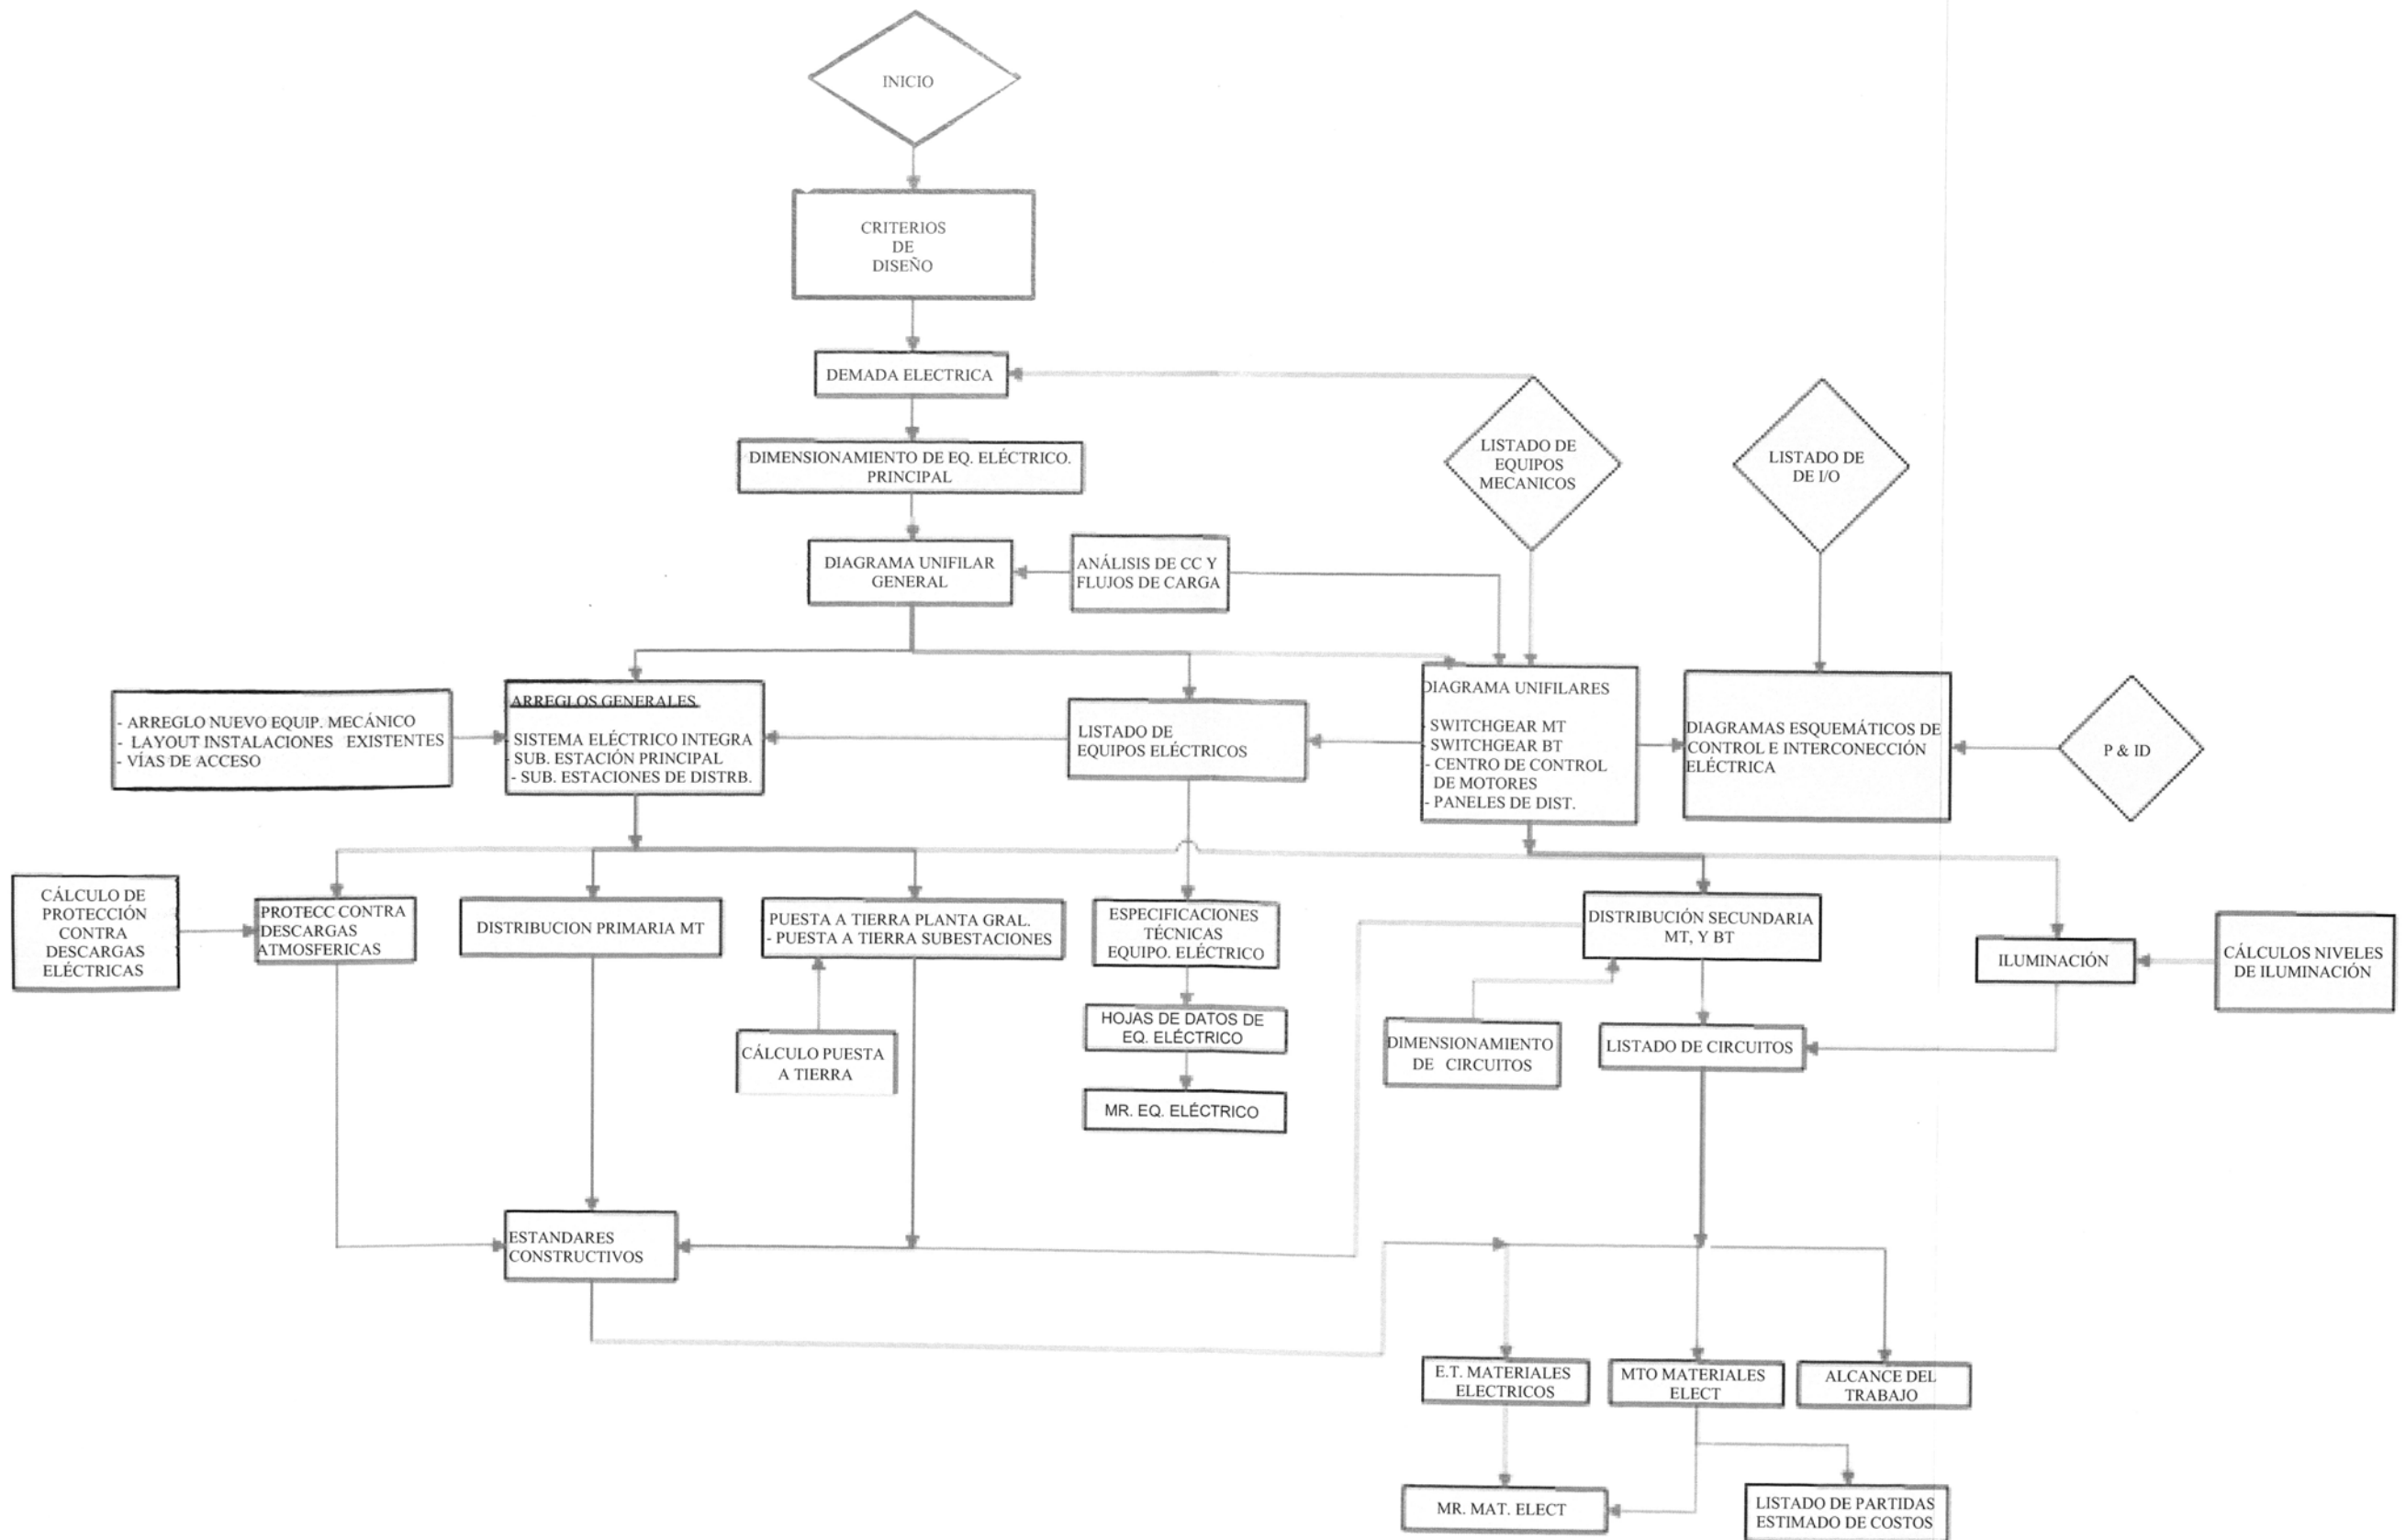 INICIO
CRITERIOS
DE
DISEÑO
DEMADA ELECTRICA
DIMENSIONAMIENTO DE EQ. ELÉCTRICO.
PRINCIPAL
LISTADO DE
EQUIPOS
MECANICOS
LISTADO DE
DE I/O
DIAGRAMA UNIFILAR
GENERAL
ANÁLISIS DE CC Y
FLUJOS DE CARGA
- ARREGLO NUEVO EQUIP. MECÁNICO
- LAYOUT INSTALACIONES EXISTENTES
- VÍAS DE ACCESO
ARREGLOS GENERALES
SISTEMA ELÉCTRICO INTEGRA
- SUB. ESTACIÓN PRINCIPAL
- SUB. ESTACIONES DE DISTRB.
LISTADO DE
EQUIPOS ELÉCTRICOS
DIAGRAMA UNIFILARES
- SWITCHGEAR MT
- SWITCHGEAR BT
- CENTRO DE CONTROL
DE MOTORES
- PANELES DE DIST.
DIAGRAMAS ESQUEMÁTICOS DE
CONTROL E INTERCONECCIÓN
ELÉCTRICA
P & ID
CÁLCULO DE
PROTECCIÓN
CONTRA
DESCARGAS
ELÉCTRICAS
PROTECC CONTRA
DESCARGAS
ATMOSFERICAS
DISTRIBUCION PRIMARIA MT
PUESTA A TIERRA PLANTA GRAL.
- PUESTA A TIERRA SUBESTACIONES
ESPECIFICACIONES
TÉCNICAS
EQUIPO. ELÉCTRICO
DISTRIBUCIÓN SECUNDARIA
MT, Y BT
ILUMINACIÓN
CÁLCULOS NIVELES
DE ILUMINACIÓN
CÁLCULO PUESTA
A TIERRA
HOJAS DE DATOS DE
EQ. ELÉCTRICO
DIMENSIONAMIENTO
DE CIRCUITOS
LISTADO DE CIRCUITOS
MR. EQ. ELÉCTRICO
ESTANDARES
CONSTRUCTIVOS
E.T. MATERIALES
ELECTRICOS
MTO MATERIALES
ELECT
ALCANCE DEL
TRABAJO
MR. MAT. ELECT
LISTADO DE PARTIDAS
ESTIMADO DE COSTOS